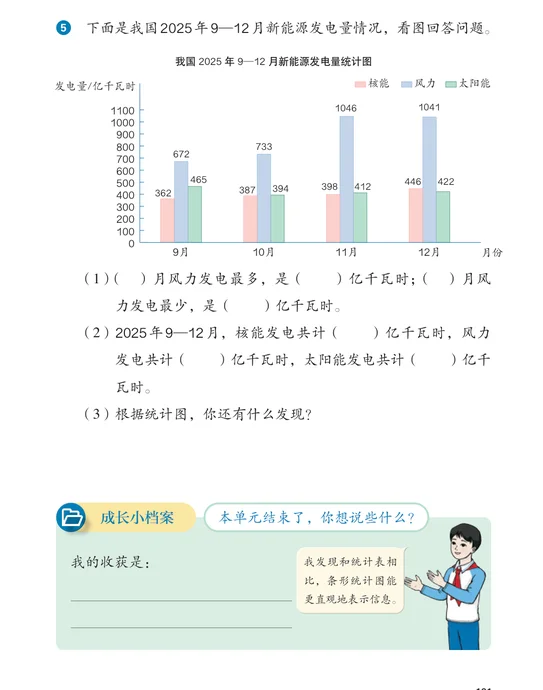 5 下面是我国2025年9—12月新能源发电量情况，看图回答问题。
我国 2025 年 9—12 月新能源发电量统计图
发电量/亿千瓦时
核能 风力 太阳能
1100
1000
900
800
700
600
500
400
300
200
100
0
362 672 465
387 733 394
398 1046 412
446 1041 422
9月 10月 11月 12月 月份
（1）（ ）月风力发电最多，是（ ）亿千瓦时；（ ）月风
力发电最少，是（ ）亿千瓦时。
（2）2025年9—12月，核能发电共计（ ）亿千瓦时，风力
发电共计（ ）亿千瓦时，太阳能发电共计（ ）亿千
瓦时。
（3）根据统计图，你还有什么发现？
成长小档案
本单元结束了，你想说些什么？
我的收获是：
我发现和统计表相
比，条形统计图能
更直观地表示信息。